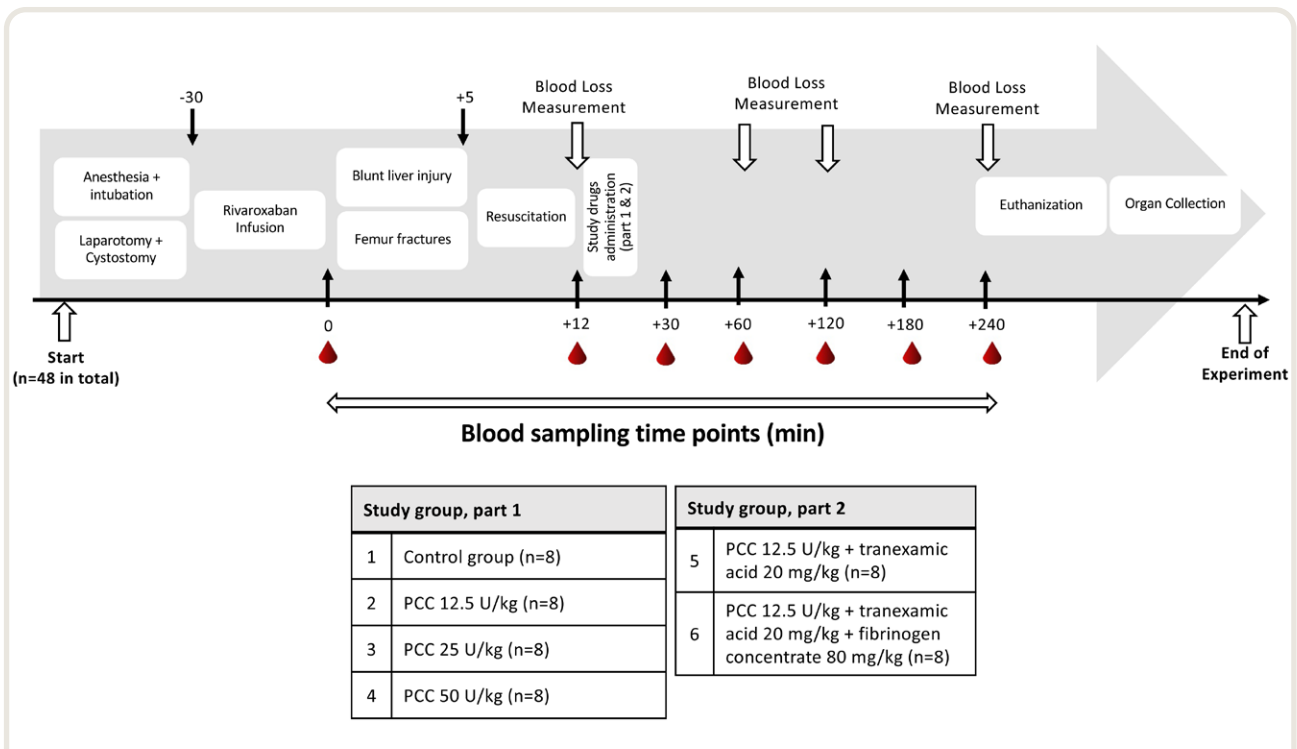 -30
+5
Blood Loss
Measurement
Blood Loss
Measurement
Blood Loss
Measurement
Anesthesia +
intubation
Laparotomy +
Cystostomy
Rivaroxaban
Infusion
Blunt liver injury
Femur fractures
Resuscitation
Study drugs
administration
(part 1 & 2)
Euthanization
Organ Collection
0
+12
+30
+60
+120
+180
+240
Start
(n=48 in total)
End of
Experiment
Blood sampling time points (min)
Study group, part 1
1 Control group (n=8)
2 PCC 12.5 U/kg (n=8)
3 PCC 25 U/kg (n=8)
4 PCC 50 U/kg (n=8)
Study group, part 2
5 PCC 12.5 U/kg + tranexamic
acid 20 mg/kg (n=8)
6 PCC 12.5 U/kg + tranexamic
acid 20 mg/kg + fibrinogen
concentrate 80 mg/kg (n=8)